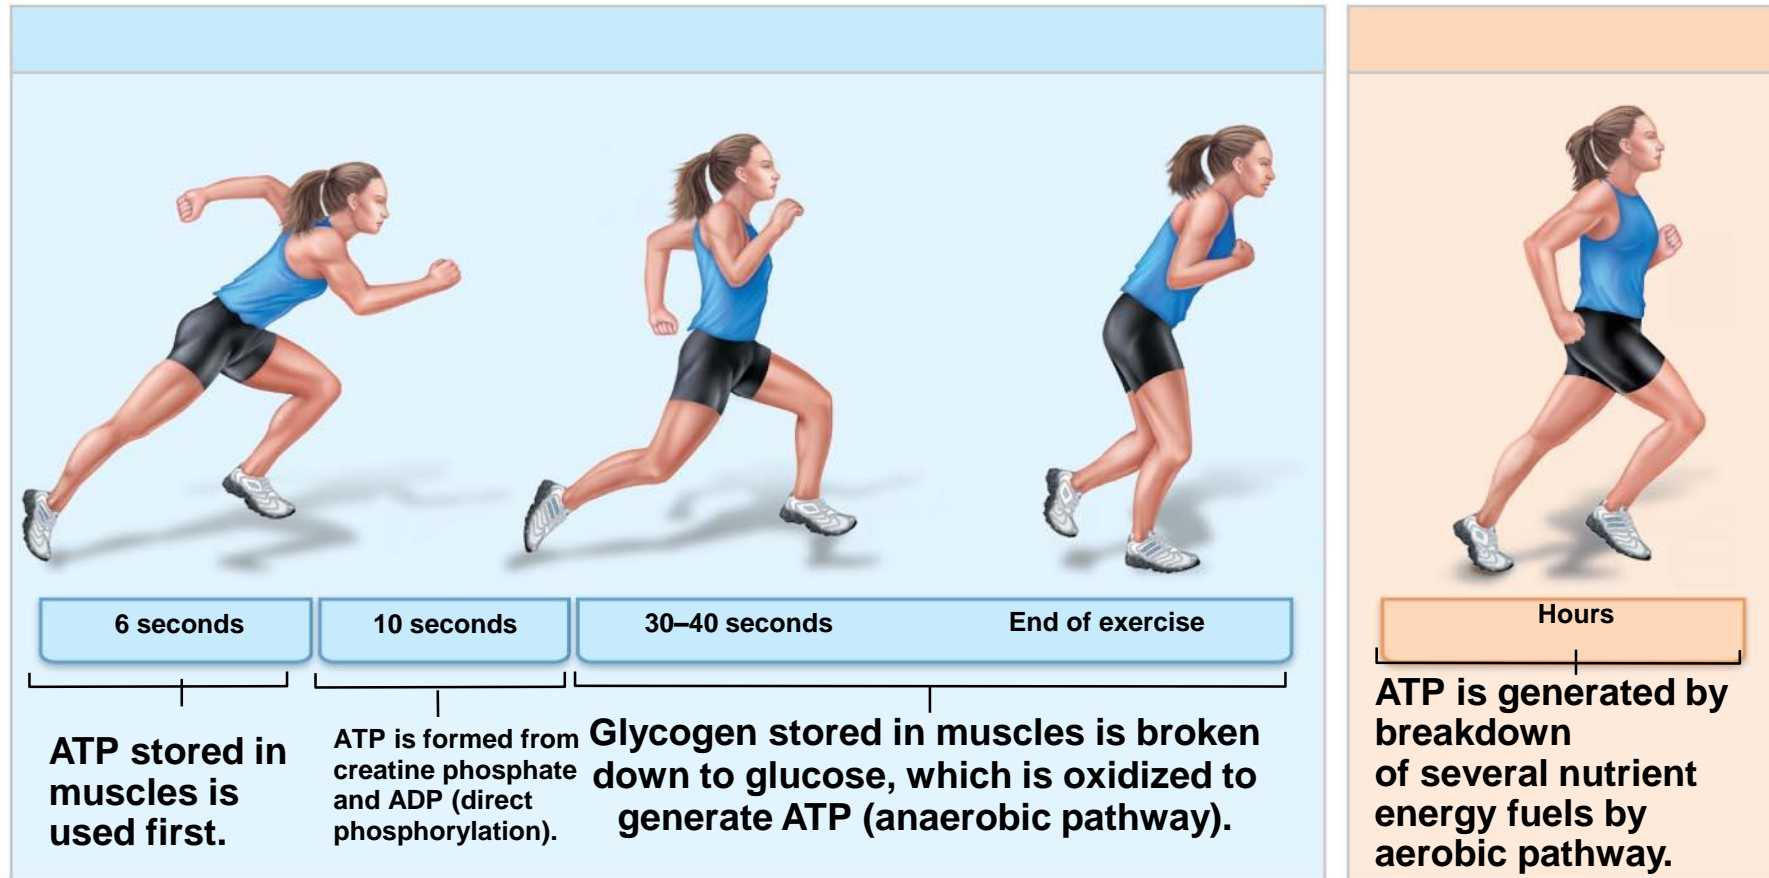 6 seconds
10 seconds
30–40 seconds
End of exercise
Hours
ATP stored in
muscles is
used first.
ATP is formed from
creatine phosphate
and ADP (direct
phosphorylation).
Glycogen stored in muscles is broken
down to glucose, which is oxidized to
generate ATP (anaerobic pathway).
ATP is generated by
breakdown
of several nutrient
energy fuels by
aerobic pathway.